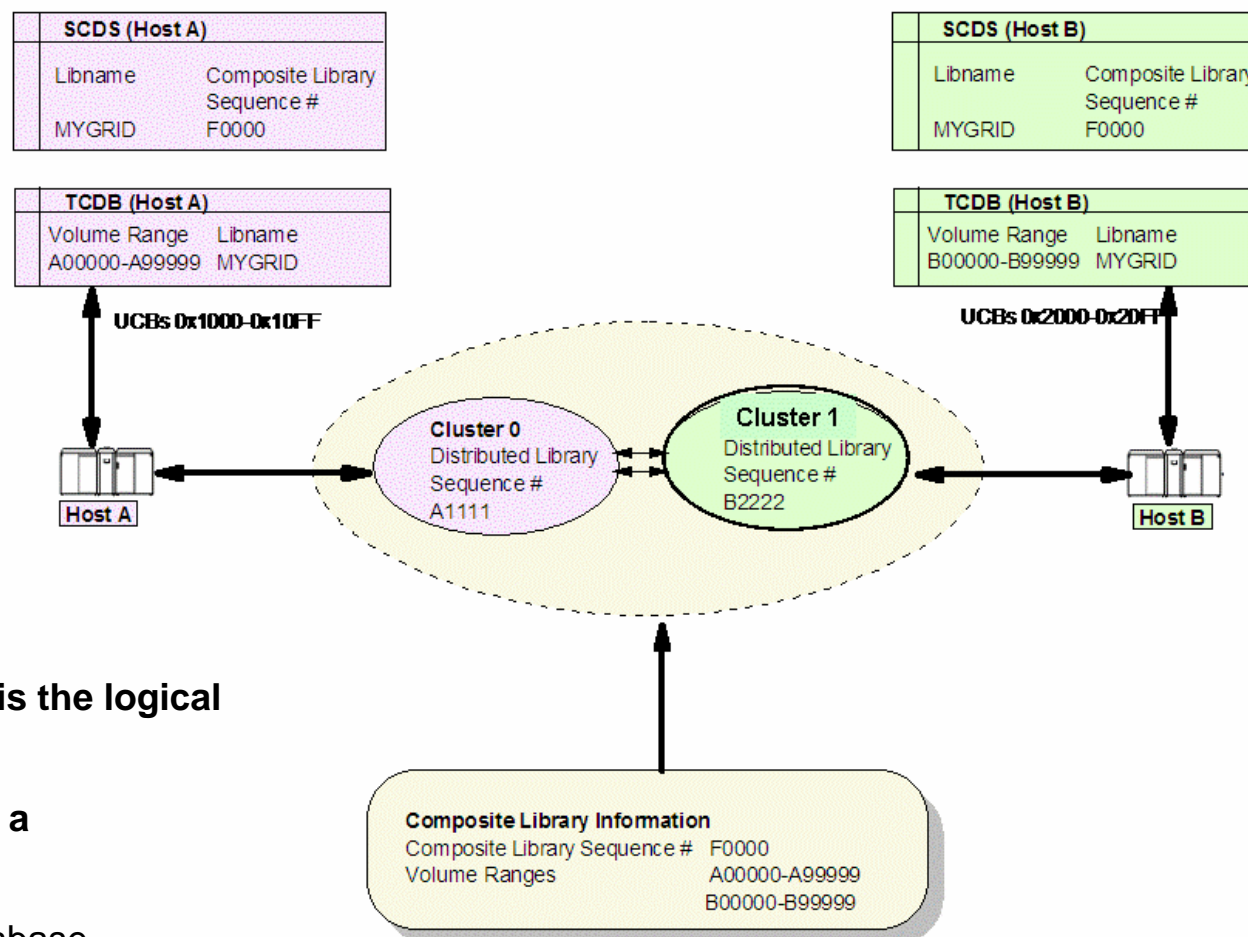 SCDS (Host A)
Libname Composite Library
Sequence #
MYGRID F0000
SCDS (Host B)
Libname Composite Library
Sequence #
MYGRID F0000
TCDB (Host A)
Volume Range Libname
A00000-A99999 MYGRID
TCDB (Host B)
Volume Range Libname
B00000-B99999 MYGRID
UCBs 0x1000-0x10FF
UCBs 0x2000-0x20FF
Cluster 0
Distributed Library
Sequence #
A1111
Cluster 1
Distributed Library
Sequence #
B2222
Host A
Host B
is the logical
a
Composite Library Information
Composite Library Sequence # F0000
Volume Ranges A00000-A99999
B00000-B99999